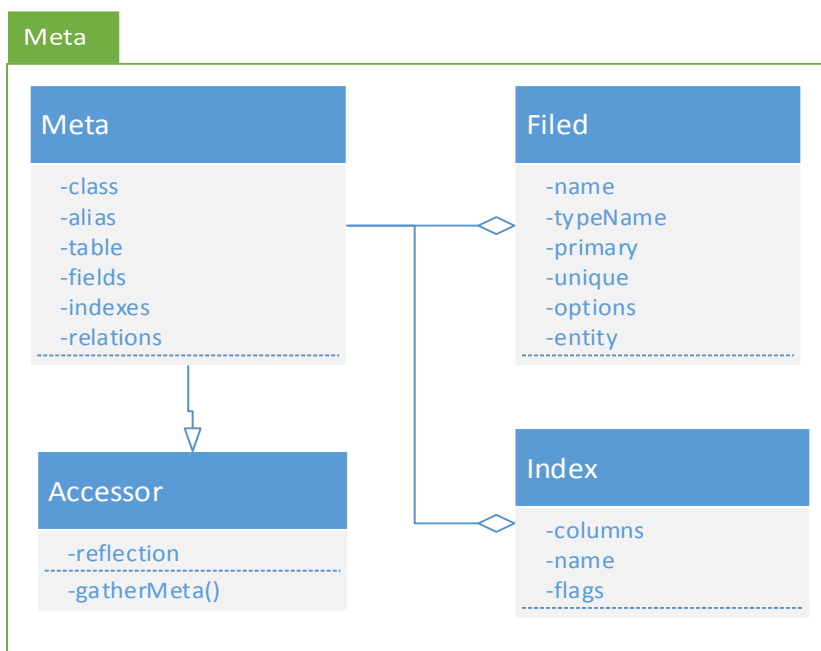 Meta
Meta
-class
-alias
-table
-fields
-indexes
-relations
Filed
-name
-typeName
-primary
-unique
-options
-entity
Accessor
-reflection
-gatherMeta()
Index
-columns
-name
-flags